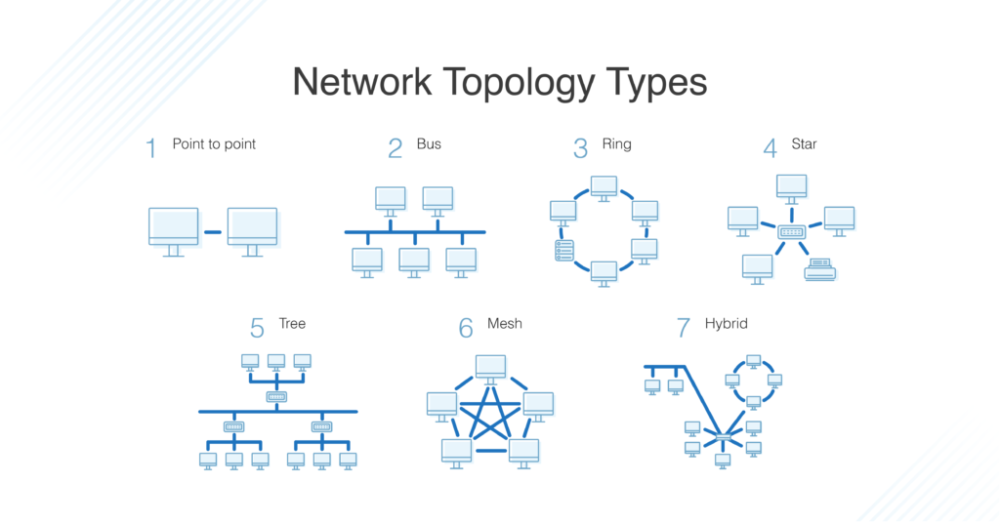 Network Topology Types
1 Point to point
2 Bus
3 Ring
4 Star
5 Tree
6 Mesh
7 Hybrid